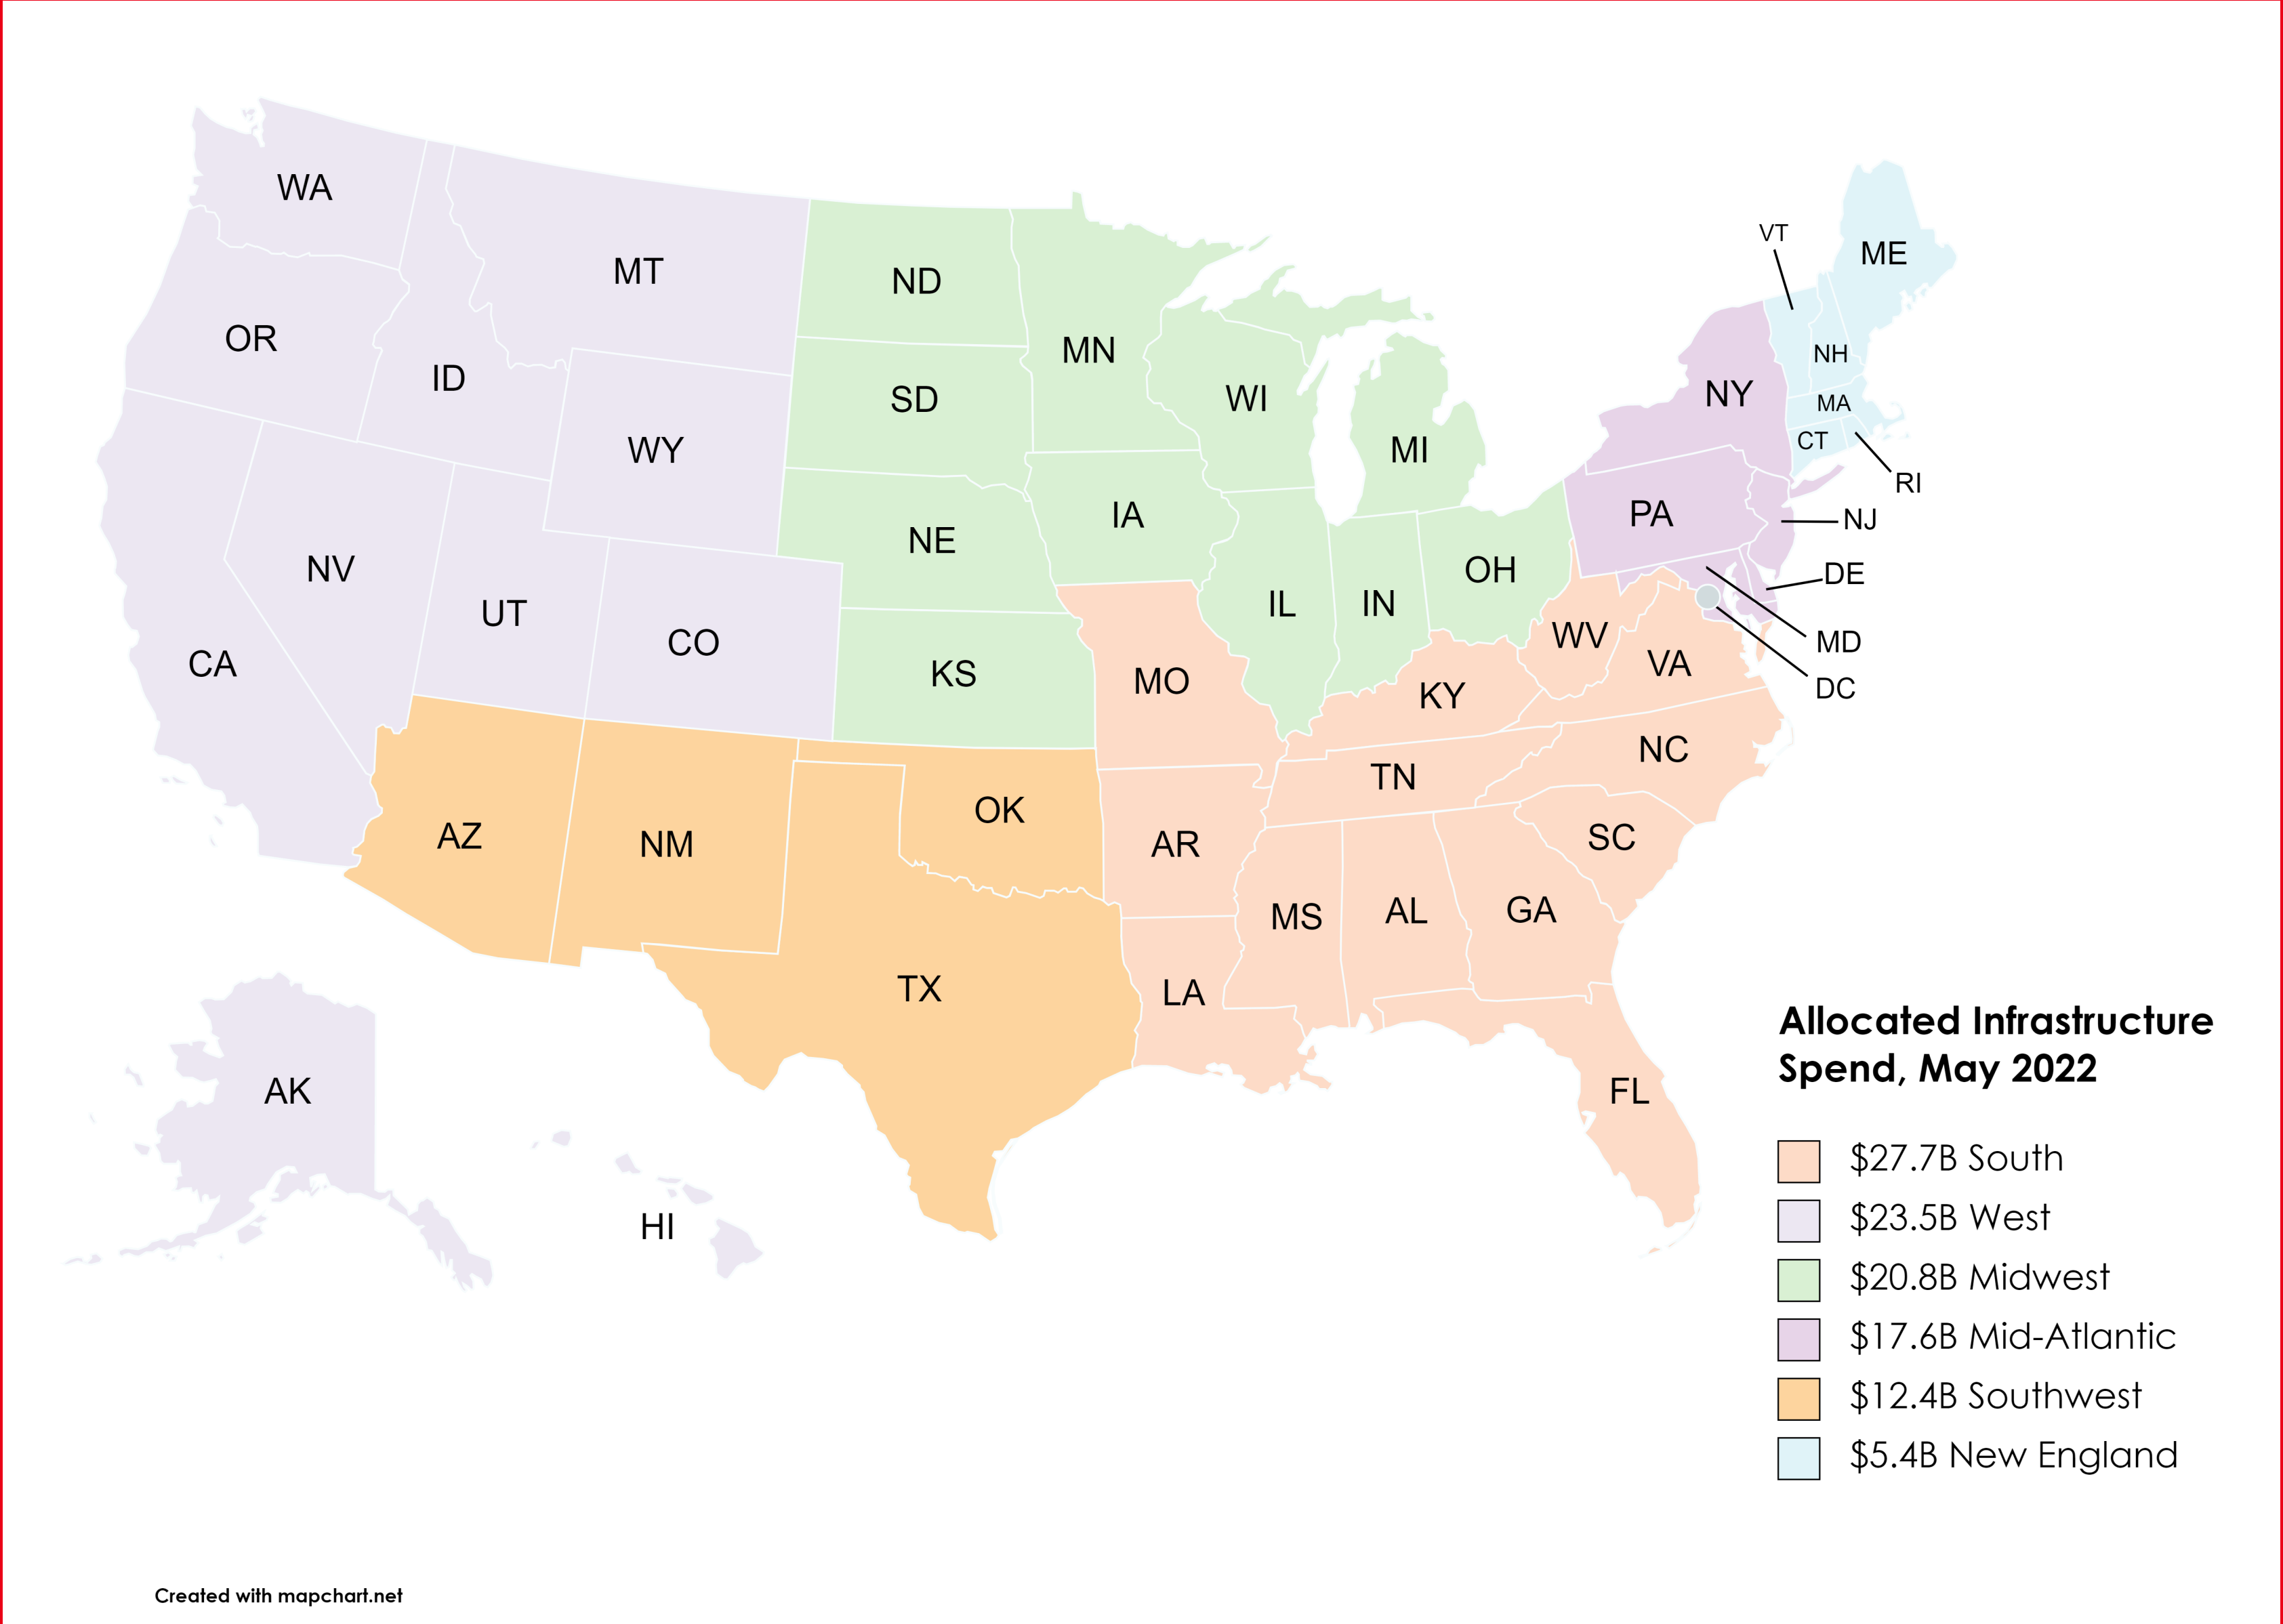 WA
VT
ME
MT
ND
OR
MN
NH
ID
SD
WI
NY
MA
WY
MI
CT
RI
IA
PA
NJ
NE
NV
OH
DE
UT
IL
IN
CO
WV
MD
CA
KS
VA
MO
KY
DC
NC
TN
OK
AZ
NM
AR
SC
MS
AL
GA
TX
LA
AK
FL
HI
Allocated Infrastructure
Spend, May 2022
$27.7B South
$23.5B West
$20.8B Midwest
$17.6B Mid-Atlantic
$12.4B Southwest
$5.4B New England
Created with mapchart.net